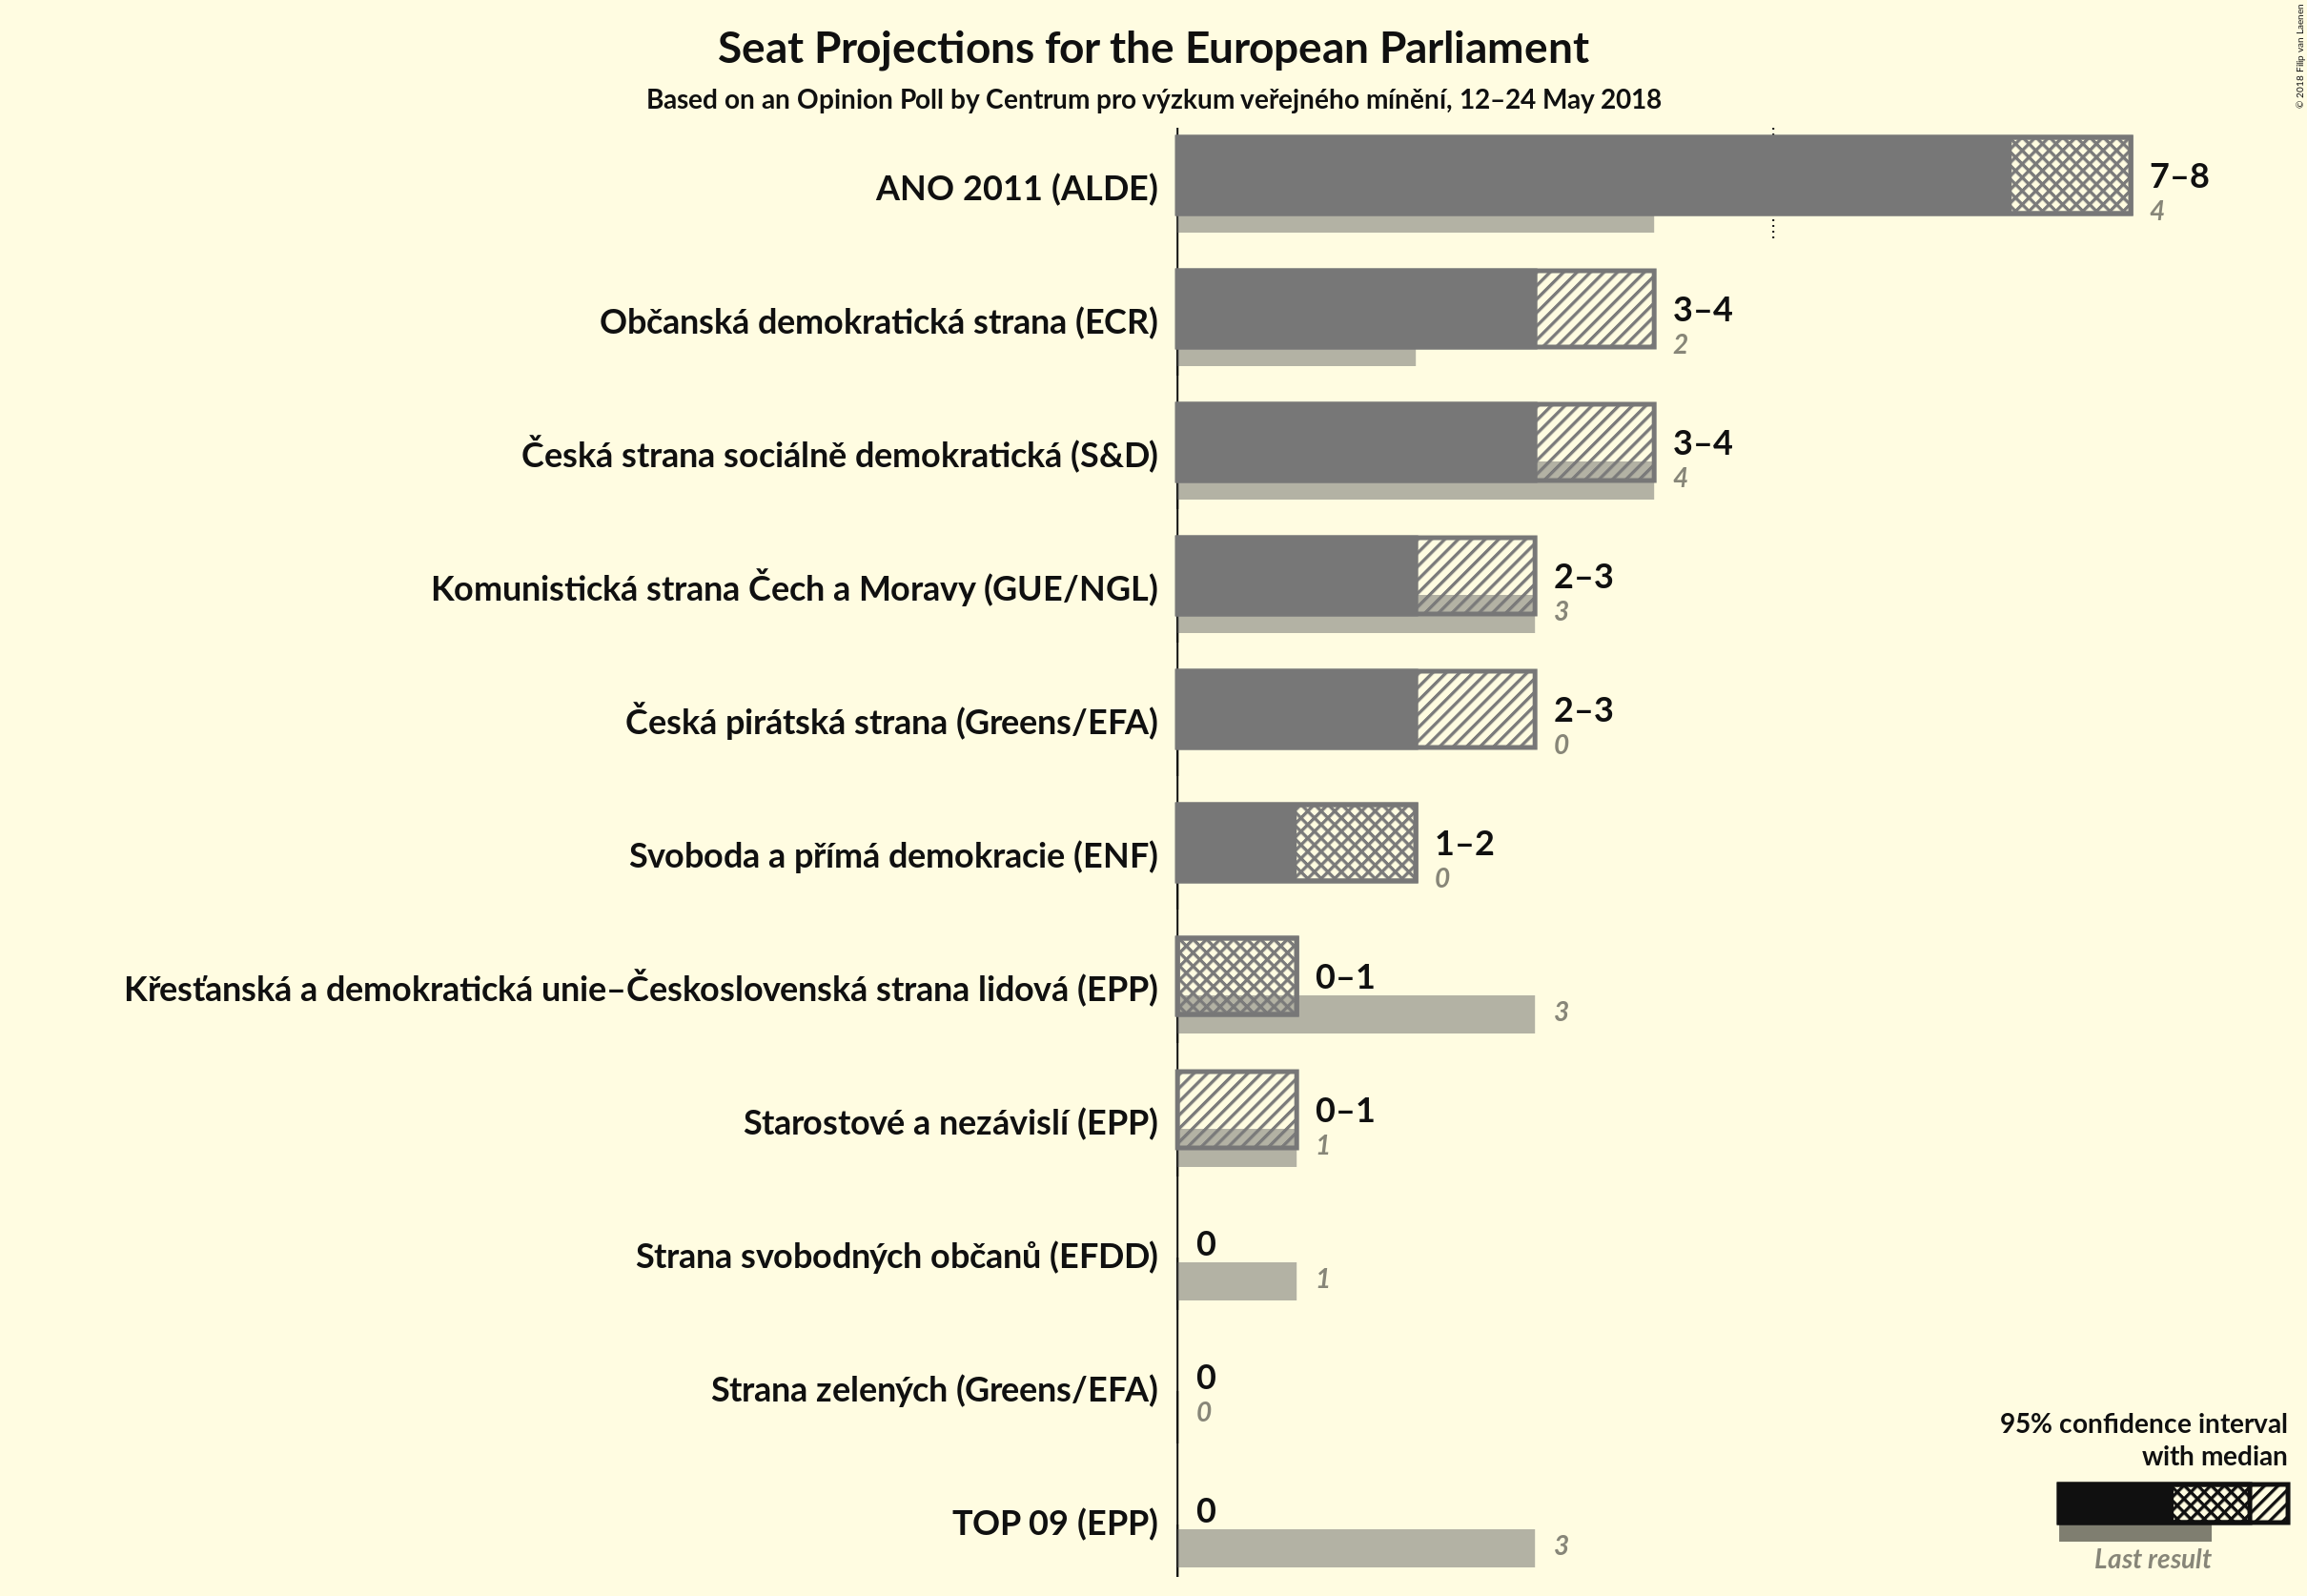 Seat Projections for the European Parliament
Based on an Opinion Poll by Centrum pro výzkum veřejného mínění, 12–24 May 2018
© 2018 Filip van Laenen
ANO 2011 (ALDE)
7–8
4
Občanská demokratická strana (ECR)
3–4
2
Česká strana sociálně demokratická (S&D)
3–4
4
Komunistická strana Čech a Moravy (GUE/NGL)
2–3
3
Česká pirátská strana (Greens/EFA)
2–3
0
Svoboda a přímá demokracie (ENF)
1–2
0
Křesťanská a demokratická unie–Československá strana lidová (EPP)
0–1
3
Starostové a nezávislí (EPP)
0–1
1
Strana svobodných občanů (EFDD)
0
1
Strana zelených (Greens/EFA)
0
0
TOP 09 (EPP)
0
3
95% confidence interval
with median
Last result